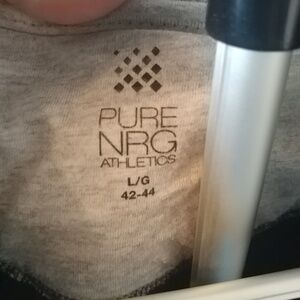 PURE
NRG
ATHLETICS
L/G
42-44